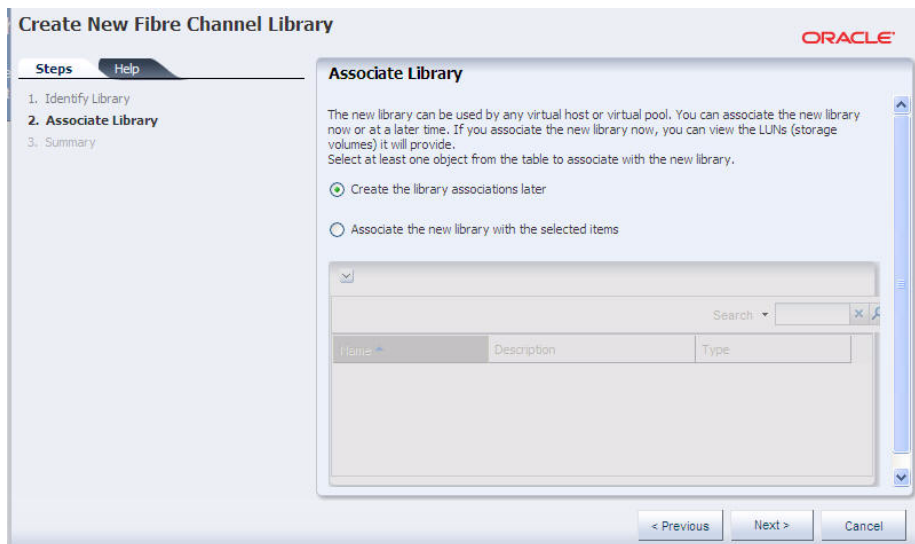 Create New Fibre Channel Library
ORACLE
Steps
Help
1. Identify Library
2. Associate Library
3. Summary
Associate Library
The new library can be used by any virtual host or virtual pool. You can associate the new library
now or at a later time. If you associate the new library now, you can view the LUNs (storage
volumes) it will provide.
Select at least one object from the table to associate with the new library.
Create the library associations later
Associate the new library with the selected items
Search
Name
Description
Type
< Previous
Next >
Cancel